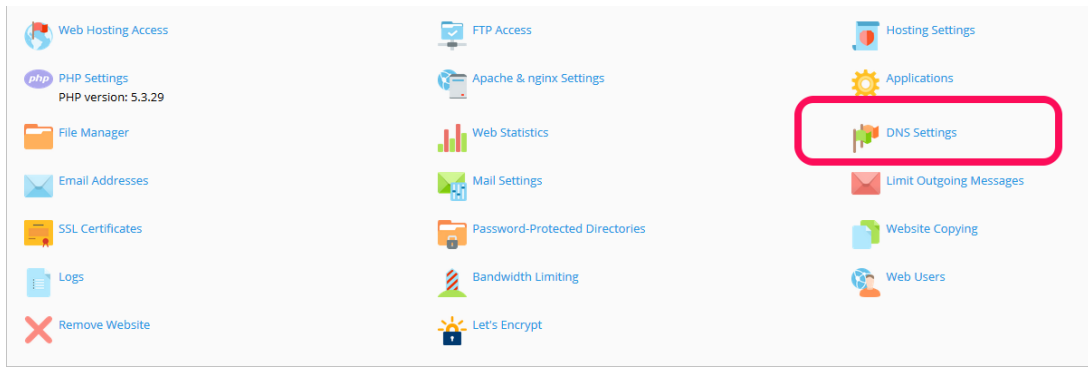 Web Hosting Access
FTP Access
Hosting Settings
php
PHP Settings
Apache & nginx Settings
Applications
PHP version: 5.3.29
File Manager
Web Statistics
DNS Settings
Email Addresses
Mail Settings
Limit Outgoing Messages
SSL Certificates
Password-Protected Directories
Website Copying
Logs
Bandwidth Limiting
Web Users
Remove Website
Let's Encrypt